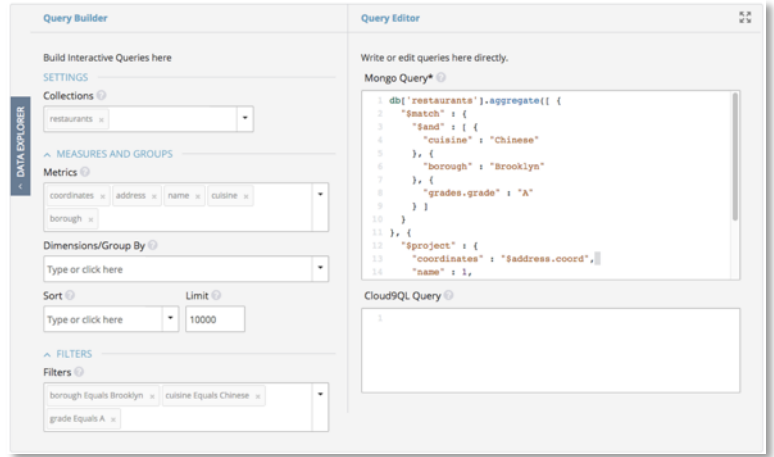 Query Builder
Build Interactive Queries here
SETTINGS
Collections
restaurants ×
MEASURES AND GROUPS
Metrics
coordinates × address × name × cuisine ×
borough ×
Dimensions/Group By
Type or click here
Sort Limit
Type or click here 10000
FILTERS
Filters
borough Equals Brooklyn × cuisine Equals Chinese ×
grade Equals A ×
< DATA EXPLORER
Query Editor
Write or edit queries here directly.
Mongo Query*
1 db['restaurants'].aggregate([ {
2 "$match" : {
3 "$and" : [ {
4 "cuisine" : "Chinese"
5 }, {
6 "borough" : "Brooklyn"
7 }, {
8 "grades.grade" : "A"
9 } ]
10 }
11 }, {
12 "$project" : {
13 "coordinates" : "$address.coord",
14 "name" : 1,
Cloud9QL Query
1